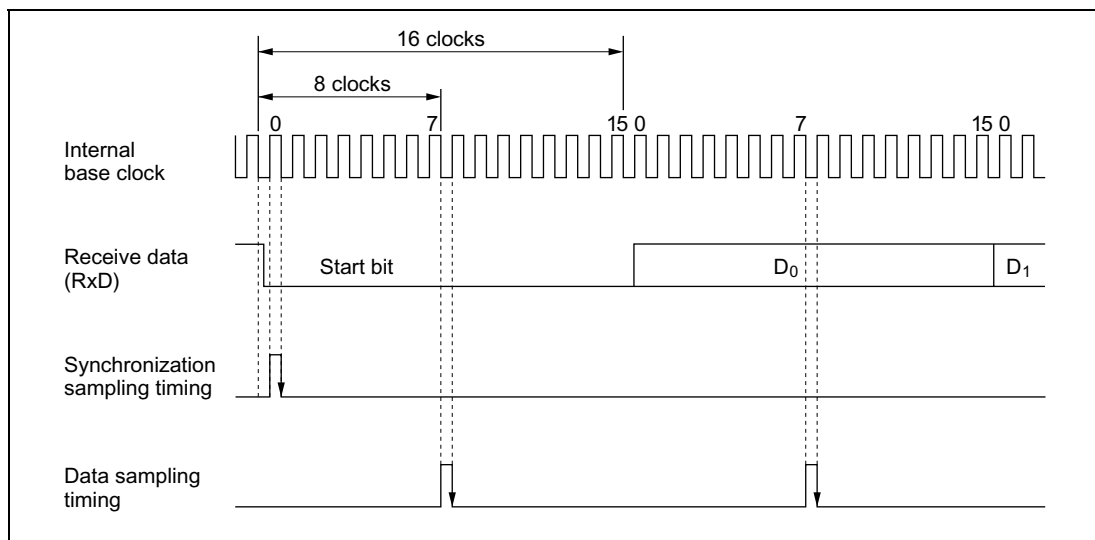 16 clocks
8 clocks
0 7 15 0 7 15 0
Internal
base clock
Receive data
(RxD)
Start bit D₀ D₁
Synchronization
sampling timing
Data sampling
timing